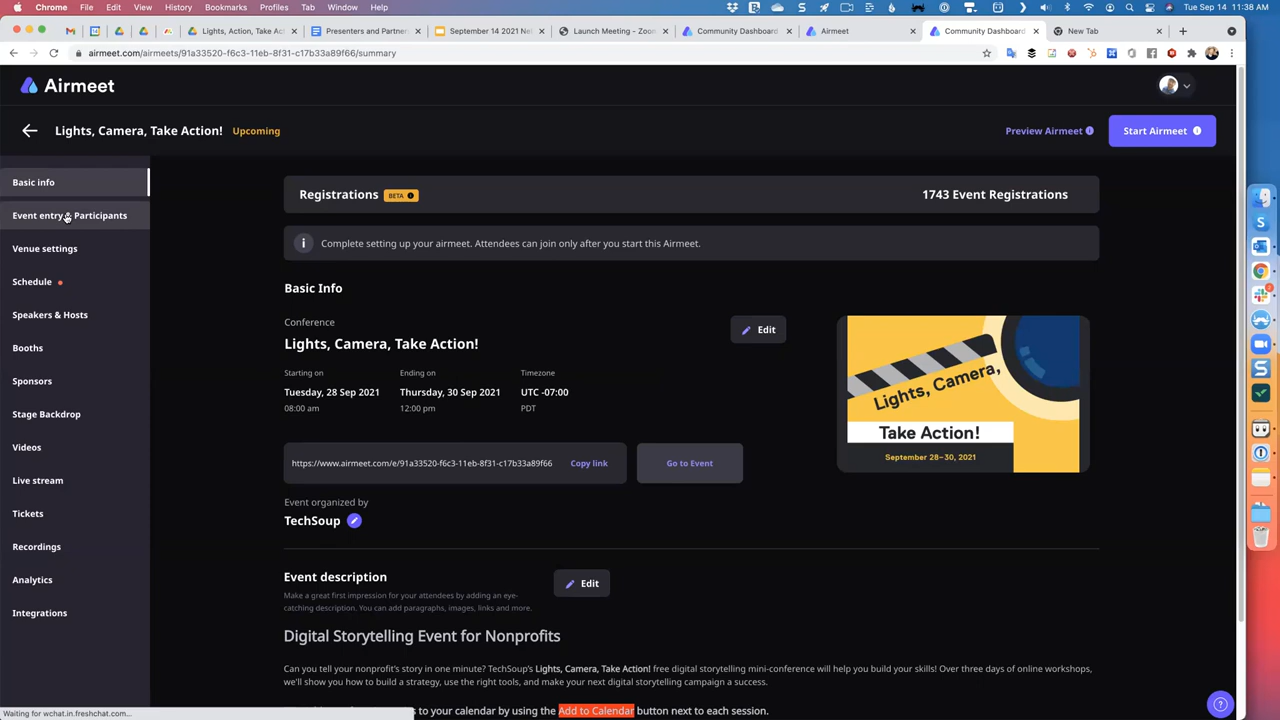 Chrome File Edit View History Bookmarks Profiles Tab Window Help
Tue Sep 14 11:38 AM
Lights, Action, Take Ac
Presenters and Partner
September 14 2021 Ne
Launch Meeting - Zoo
Community Dashboard
Airmeet
Community Dashboard
New Tab
airmeet.com/airmeets/91a33520-f6c3-11eb-8f31-c17b33a89f66/summary
Airmeet
Lights, Camera, Take Action! Upcoming
Preview Airmeet
Start Airmeet
Basic info
Event entry & Participants
Venue settings
Schedule
Speakers & Hosts
Booths
Sponsors
Stage Backdrop
Videos
Live stream
Tickets
Recordings
Analytics
Integrations
Registrations BETA
1743 Event Registrations
Complete setting up your airmeet. Attendees can join only after you start this Airmeet.
Basic Info
Conference
Edit
Lights, Camera, Take Action!
Starting on
Ending on
Timezone
Tuesday, 28 Sep 2021
Thursday, 30 Sep 2021
UTC -07:00
08:00 am
12:00 pm
PDT
Lights, Camera,
Take Action!
September 28-30, 2021
https://www.airmeet.com/e/91a33520-f6c3-11eb-8f31-c17b33a89f66
Copy link
Go to Event
Event organized by
TechSoup
Event description
Edit
Make a great first impression for your attendees by adding an eye-
catching description. You can add paragraphs, images, links and more.
Digital Storytelling Event for Nonprofits
Can you tell your nonprofit's story in one minute? TechSoup's Lights, Camera, Take Action! free digital storytelling mini-conference will help you build your skills! Over three days of online workshops,
we'll show you how to build a strategy, use the right tools, and make your next digital storytelling campaign a success.
to your calendar by using the Add to Calendar button next to each session.
Waiting for wchat.in.freshchat.com...